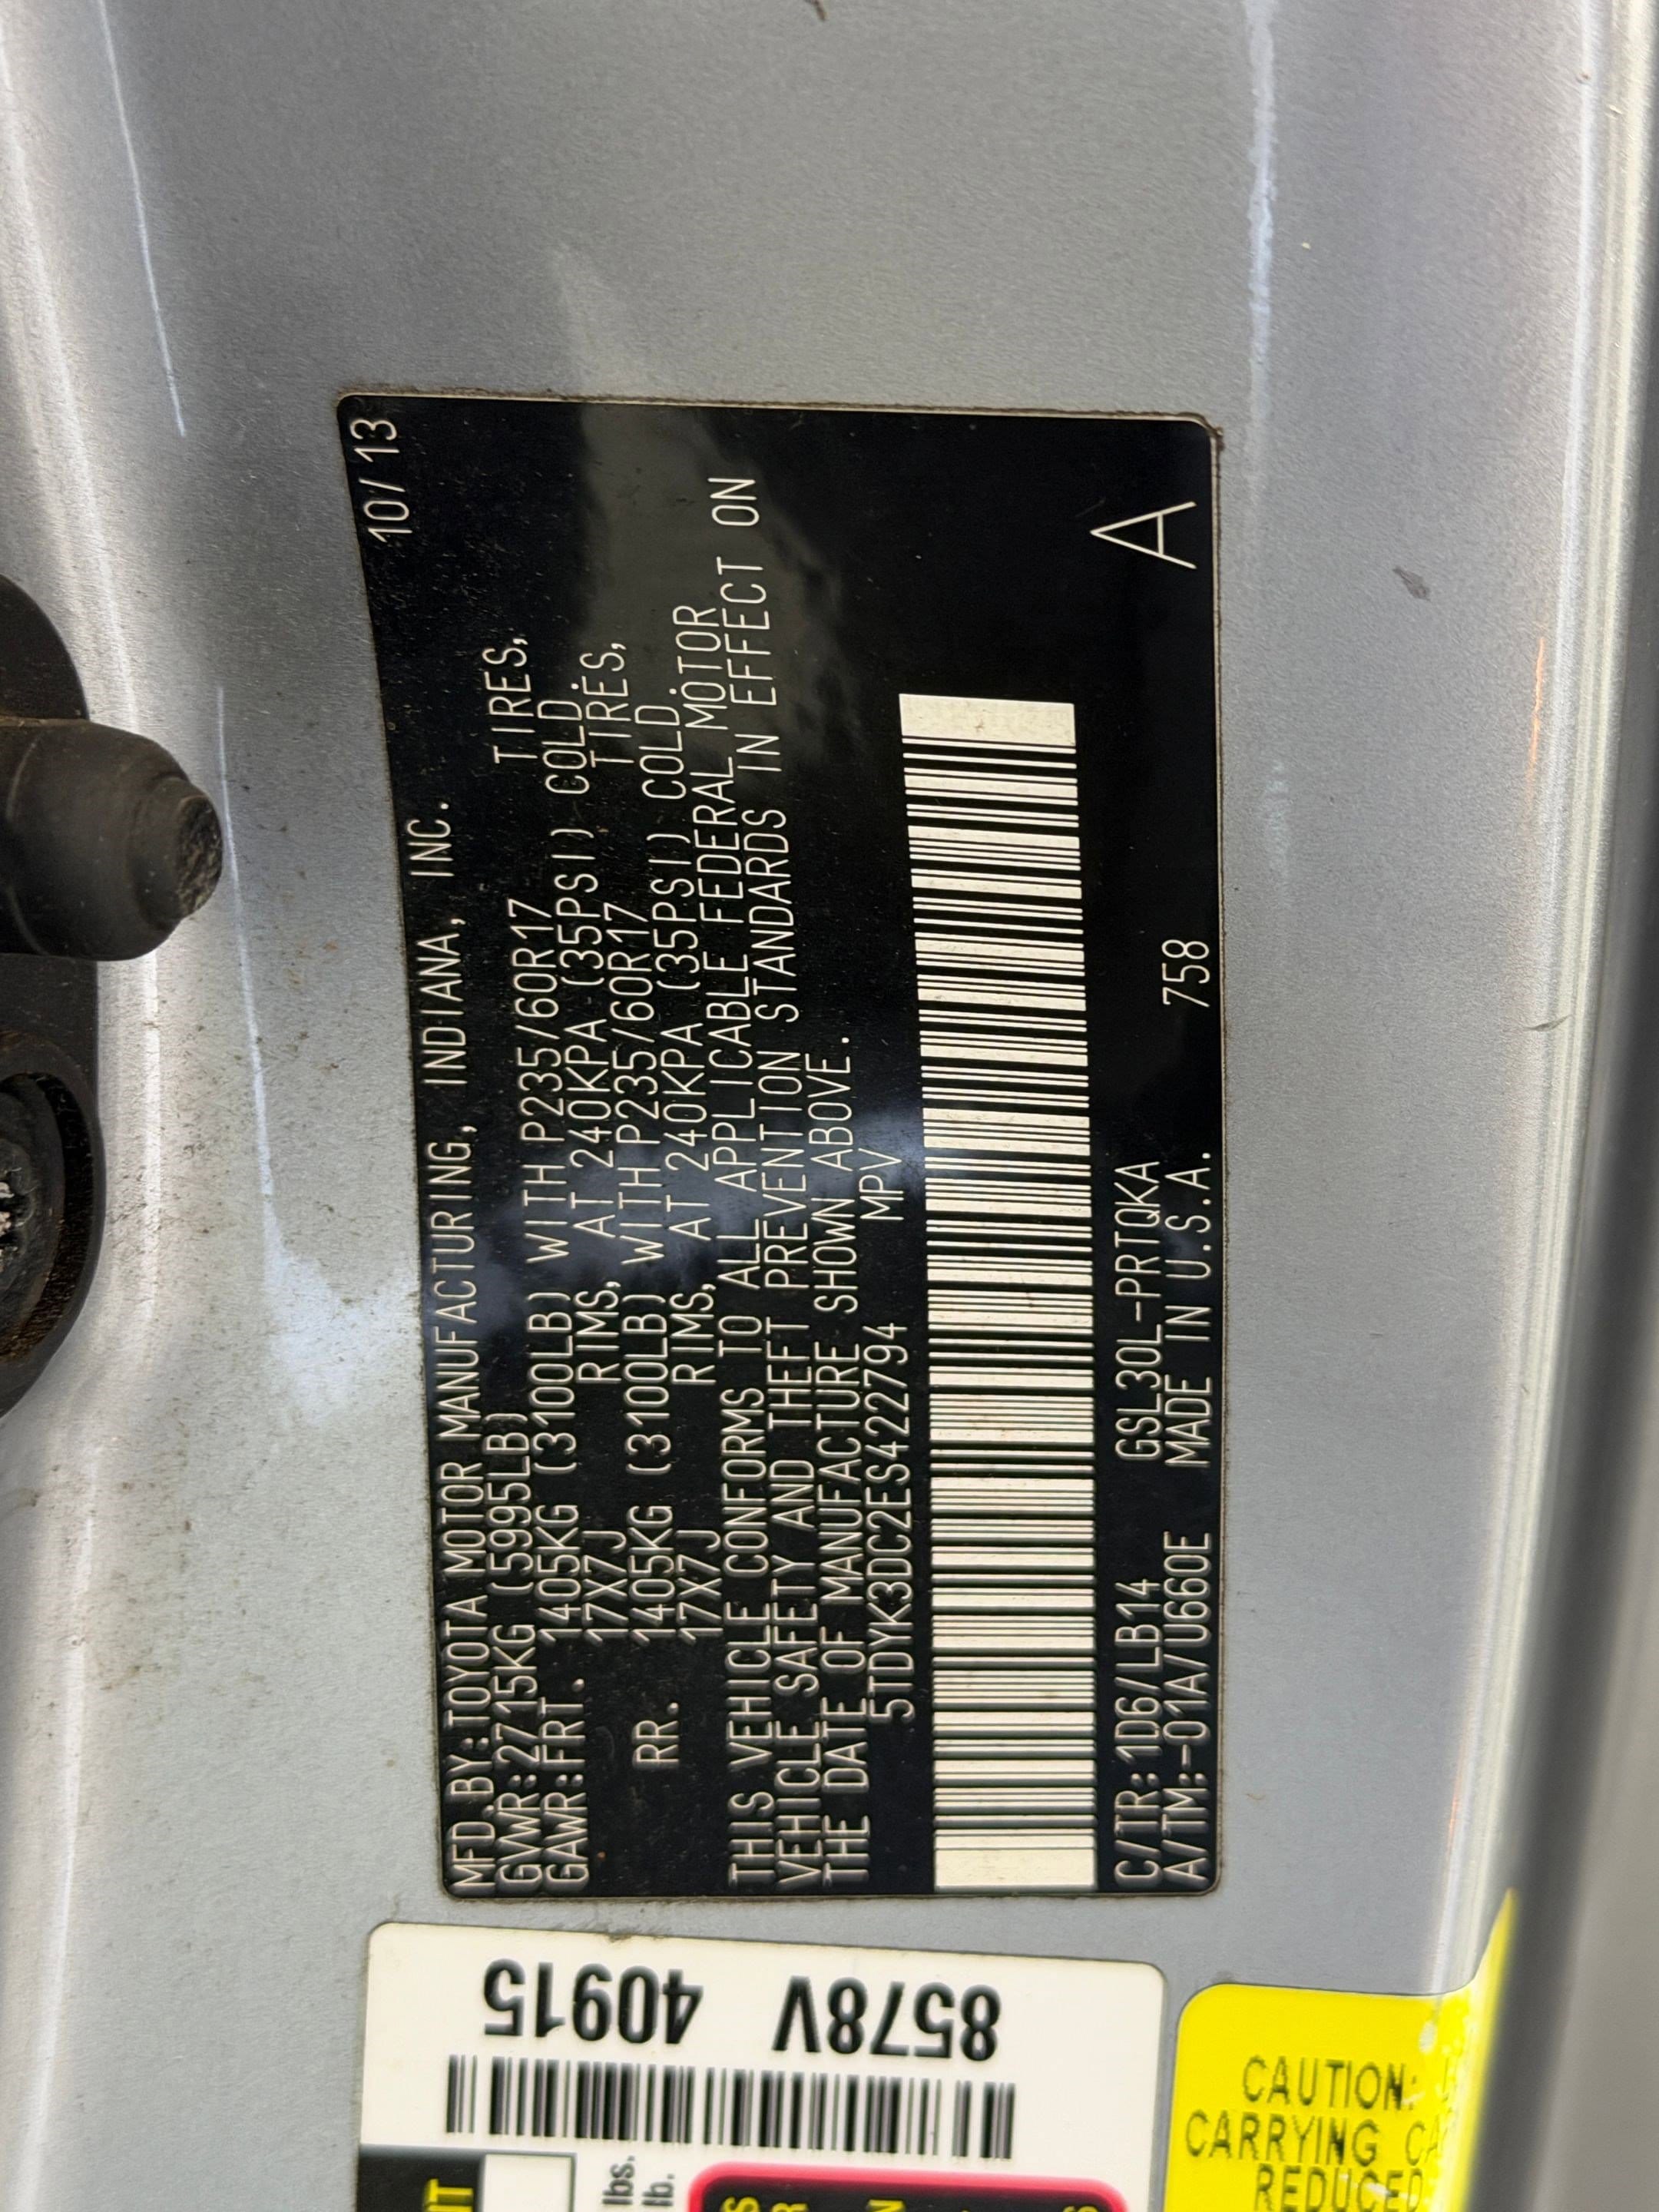 10/13
MFD.BY:TOYOTA MOTOR MANUFACTURING, INDIANA, INC.
GVWR:2715KG (5995LB)
GAWR:FRT. 1405KG (3100LB) WITH P235/60R17 TIRES,
17X7J RIMS, AT 240KPA (35PSI) COLD.
RR. 1405KG (3100LB) WITH P235/60R17 TIRES,
17X7J RIMS, AT 240KPA (35PSI) COLD.
THIS VEHICLE CONFORMS TO ALL APPLICABLE FEDERAL MOTOR
VEHICLE SAFETY AND THEFT PREVENTION STANDARDS IN EFFECT ON
THE DATE OF MANUFACTURE SHOWN ABOVE.
5TDYK3DC2ES422794 MPV
C/TR:1D6/LB14 GSL30L-PRTQKA
A/TM:-01A/U660E MADE IN U.S.A. 758
A
8578V 40915
lbs.
lb.
CAUTION:
CARRYING
REDUCED